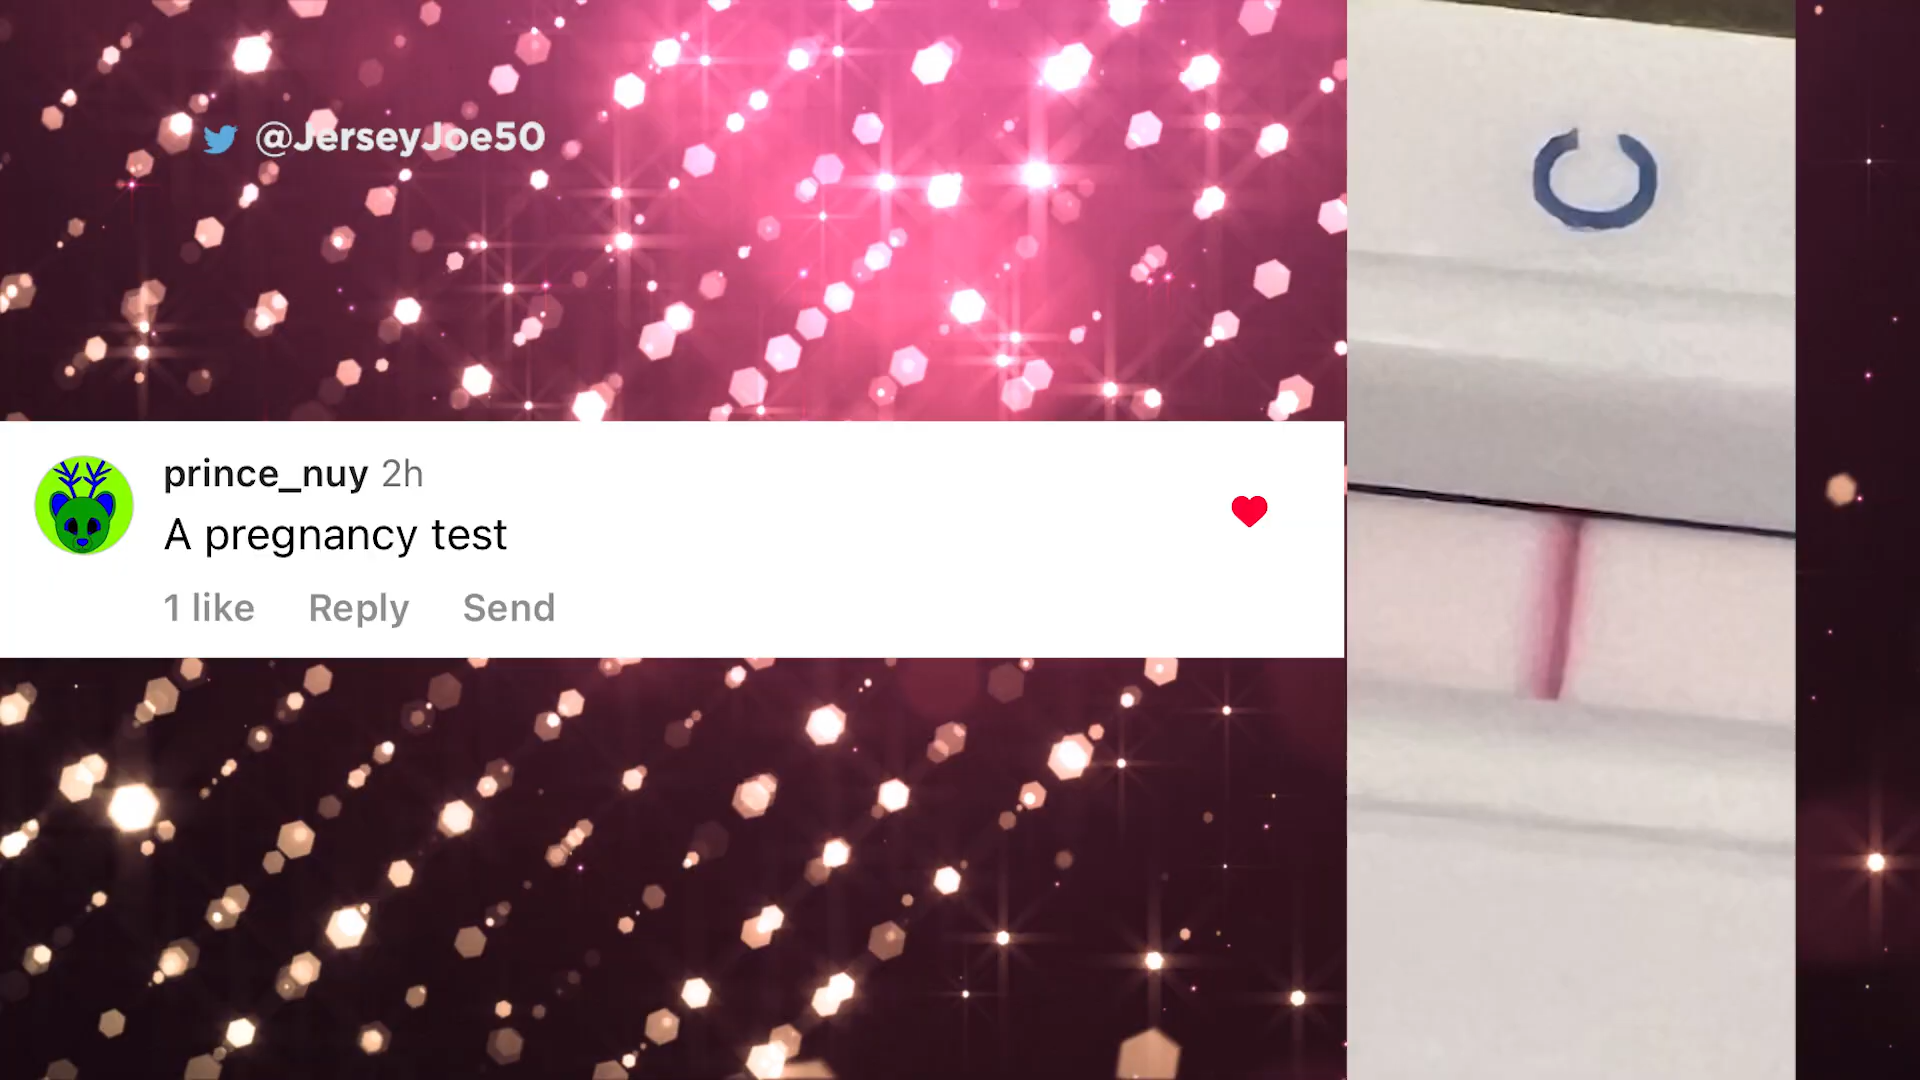 @JerseyJoe50
prince_nuy 2h
A pregnancy test
1 like Reply Send
C